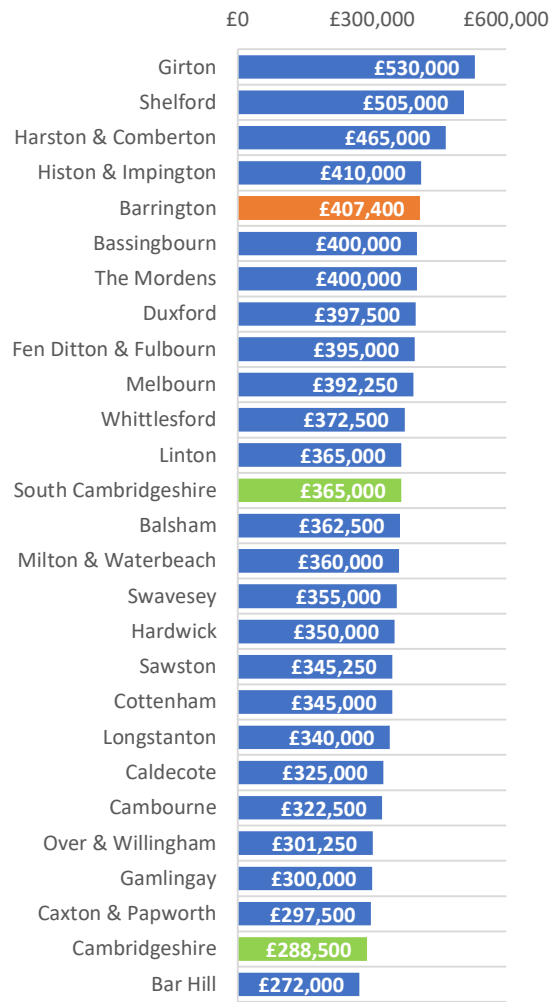 £0 £300,000 £600,000
Girton £530,000
Shelford £505,000
Harston & Comberton £465,000
Histon & Impington £410,000
Barrington £407,400
Bassingbourn £400,000
The Mordens £400,000
Duxford £397,500
Fen Ditton & Fulbourn £395,000
Melbourn £392,250
Whittlesford £372,500
Linton £365,000
South Cambridgeshire £365,000
Balsham £362,500
Milton & Waterbeach £360,000
Swavesey £355,000
Hardwick £350,000
Sawston £345,250
Cottenham £345,000
Longstanton £340,000
Caldecote £325,000
Cambourne £322,500
Over & Willingham £301,250
Gamlingay £300,000
Caxton & Papworth £297,500
Cambridgeshire £288,500
Bar Hill £272,000